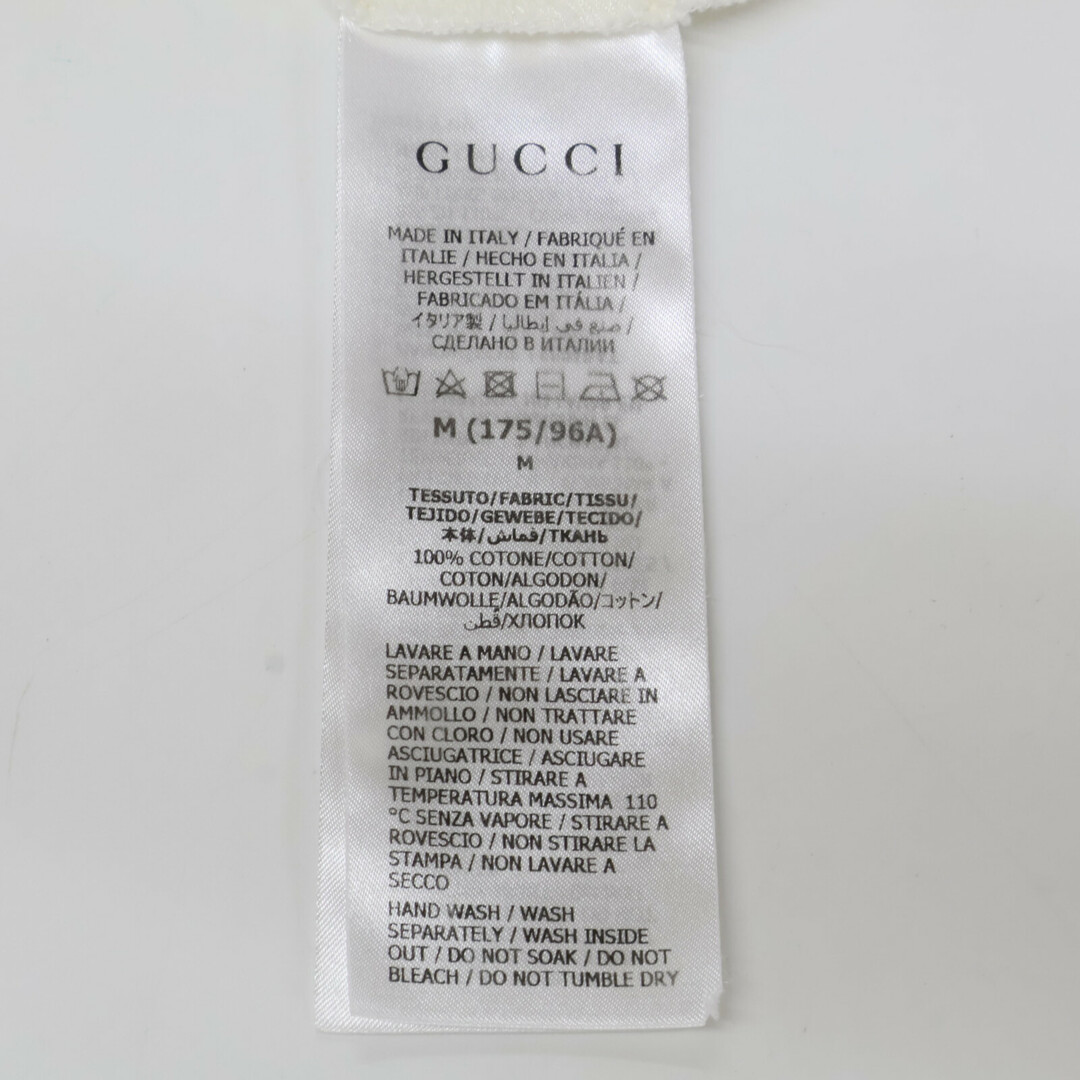 GUCCI
MADE IN ITALY / FABRIQUÉ EN
ITALIE / HECHO EN ITALIA /
HERGESTELLT IN ITALIEN /
FABRICADO EM ITÁLIA /
イタリア製 / صنع في إيطاليا /
СДЕЛАНО В ИТАЛИИ
M (175/96A)
M
TESSUTO/FABRIC/TISSU/
TEJIDO/GEWEBE/TECIDO/
本体/قماش/ТКАНЬ
100% COTONE/COTTON/
COTON/ALGODON/
BAUMWOLLE/ALGODÃO/コットン/
قطن/ХЛОПОК
LAVARE A MANO / LAVARE
SEPARATAMENTE / LAVARE A
ROVESCIO / NON LASCIARE IN
AMMOLLO / NON TRATTARE
CON CLORO / NON USARE
ASCIUGATRICE / ASCIUGARE
IN PIANO / STIRARE A
TEMPERATURA MASSIMA 110
°C SENZA VAPORE / STIRARE A
ROVESCIO / NON STIRARE LA
STAMPA / NON LAVARE A
SECCO
HAND WASH / WASH
SEPARATELY / WASH INSIDE
OUT / DO NOT SOAK / DO NOT
BLEACH / DO NOT TUMBLE DRY